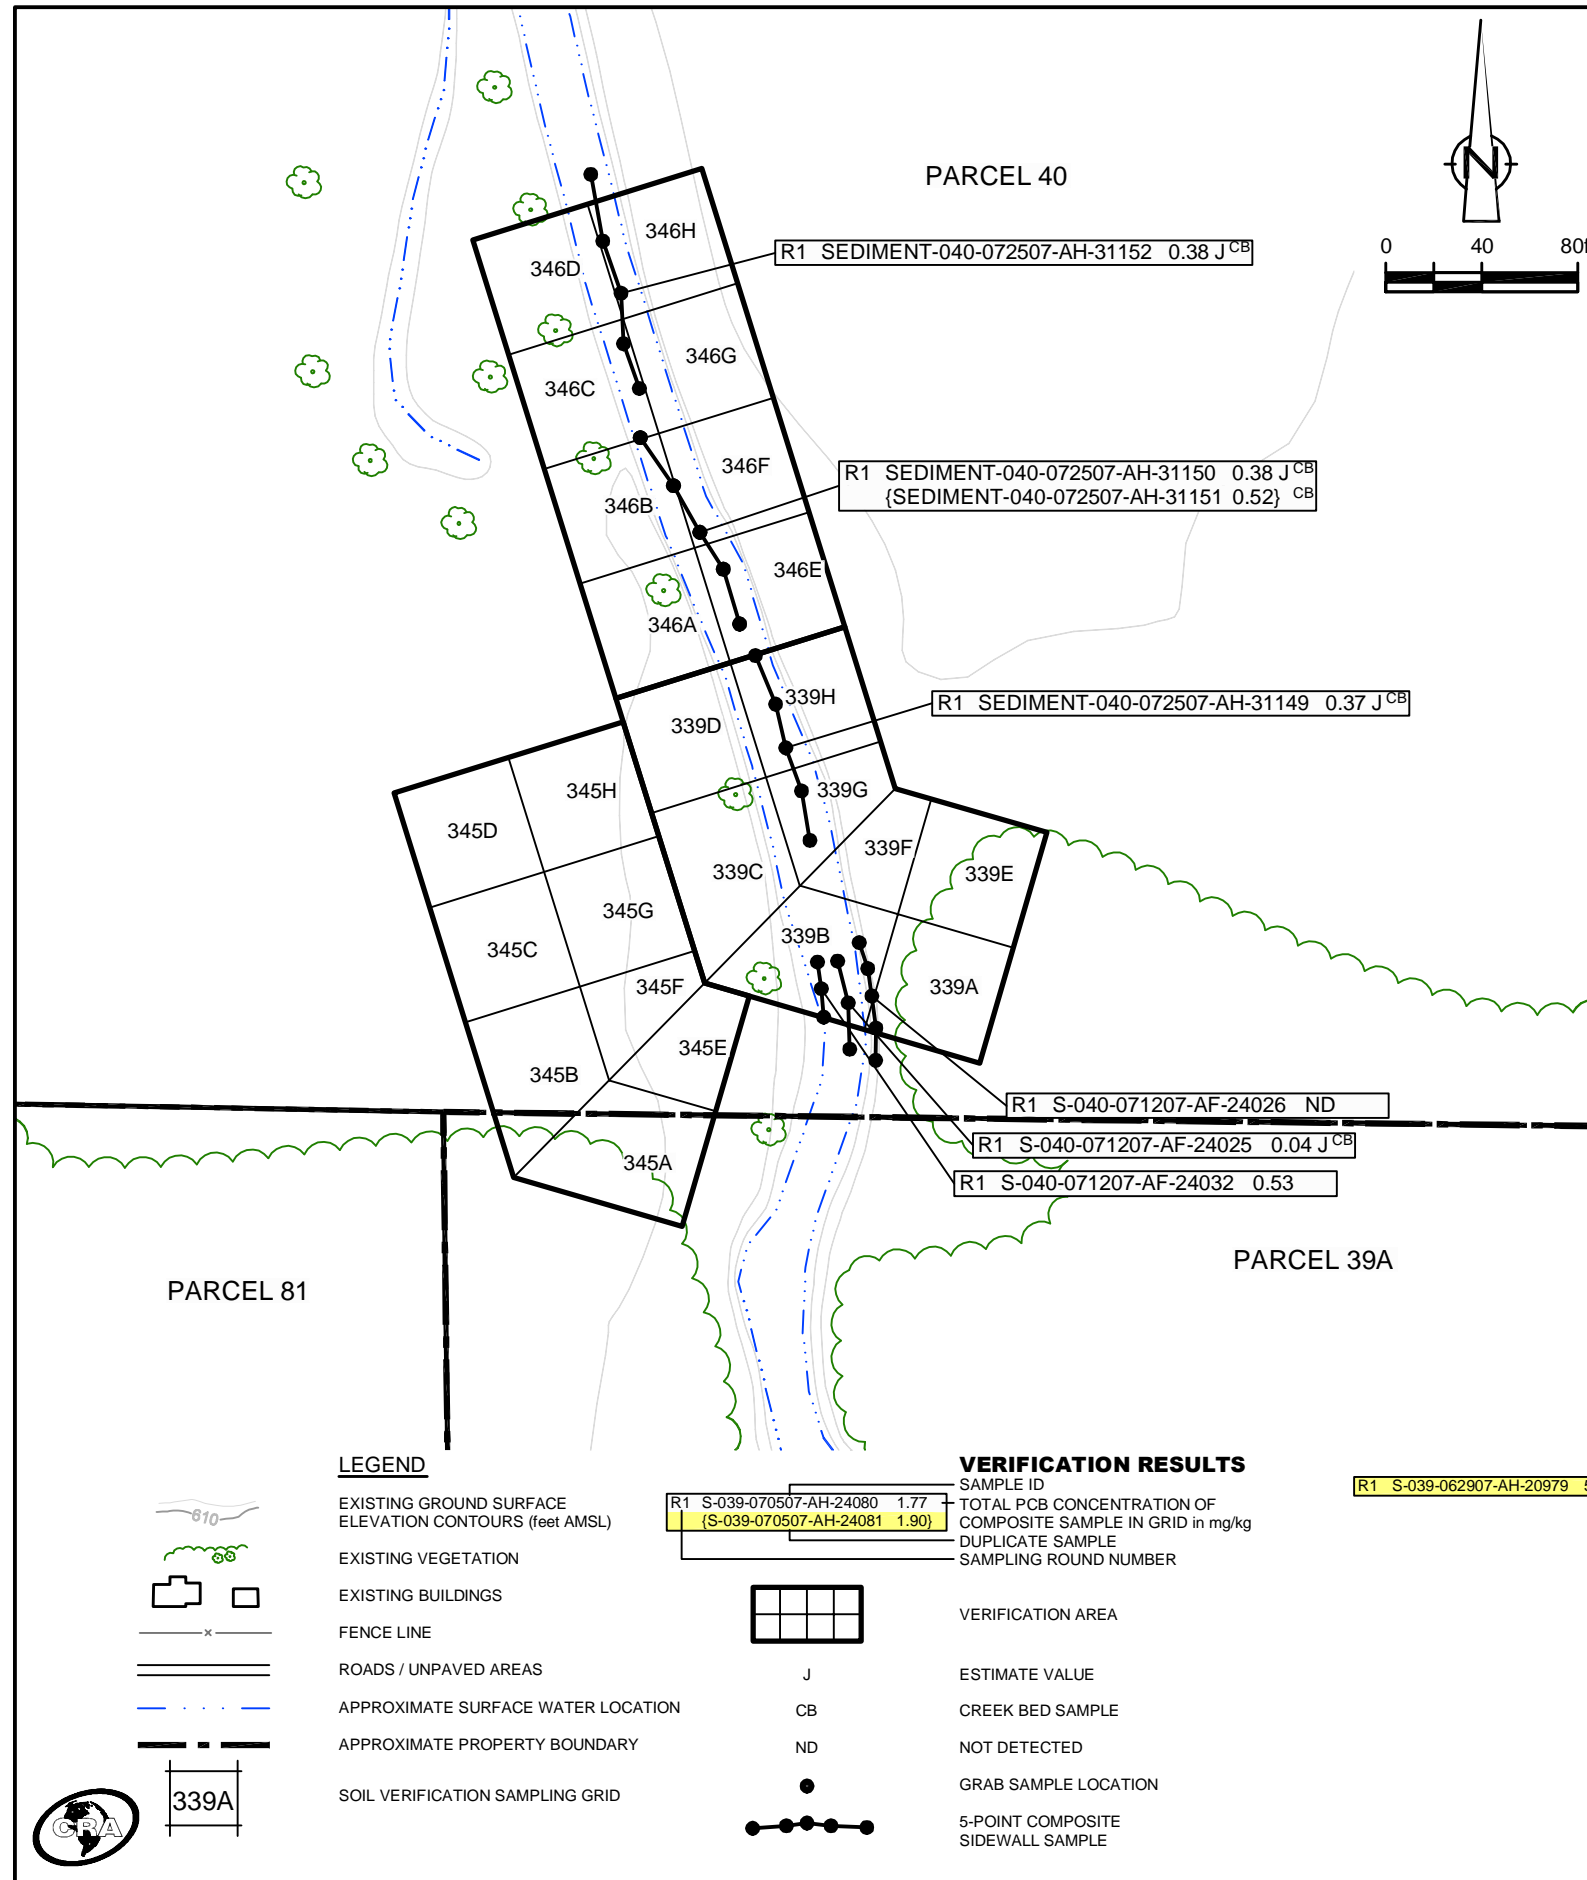 PARCEL 40
N
0 40 80f
346H
346D
R1 SEDIMENT-040-072507-AH-31152 0.38 J CB
346G
346C
346F
R1 SEDIMENT-040-072507-AH-31150 0.38 J CB
{SEDIMENT-040-072507-AH-31151 0.52} CB
346B
346E
346A
339H
R1 SEDIMENT-040-072507-AH-31149 0.37 J CB
339D
345H
339G
345D
339F
339C
339E
345G
339B
345C
345F
339A
345E
345B
R1 S-040-071207-AF-24026 ND
R1 S-040-071207-AF-24025 0.04 J CB
345A
R1 S-040-071207-AF-24032 0.53
PARCEL 39A
PARCEL 81
LEGEND
610
EXISTING GROUND SURFACE
ELEVATION CONTOURS (feet AMSL)
EXISTING VEGETATION
EXISTING BUILDINGS
x
FENCE LINE
ROADS / UNPAVED AREAS
APPROXIMATE SURFACE WATER LOCATION
APPROXIMATE PROPERTY BOUNDARY
339A
SOIL VERIFICATION SAMPLING GRID
CRA
VERIFICATION RESULTS
R1 S-039-070507-AH-24080 1.77
{S-039-070507-AH-24081 1.90}
SAMPLE ID
TOTAL PCB CONCENTRATION OF
COMPOSITE SAMPLE IN GRID in mg/kg
DUPLICATE SAMPLE
SAMPLING ROUND NUMBER
R1 S-039-062907-AH-20979
VERIFICATION AREA
J ESTIMATE VALUE
CB CREEK BED SAMPLE
ND NOT DETECTED
GRAB SAMPLE LOCATION
5-POINT COMPOSITE
SIDEWALL SAMPLE